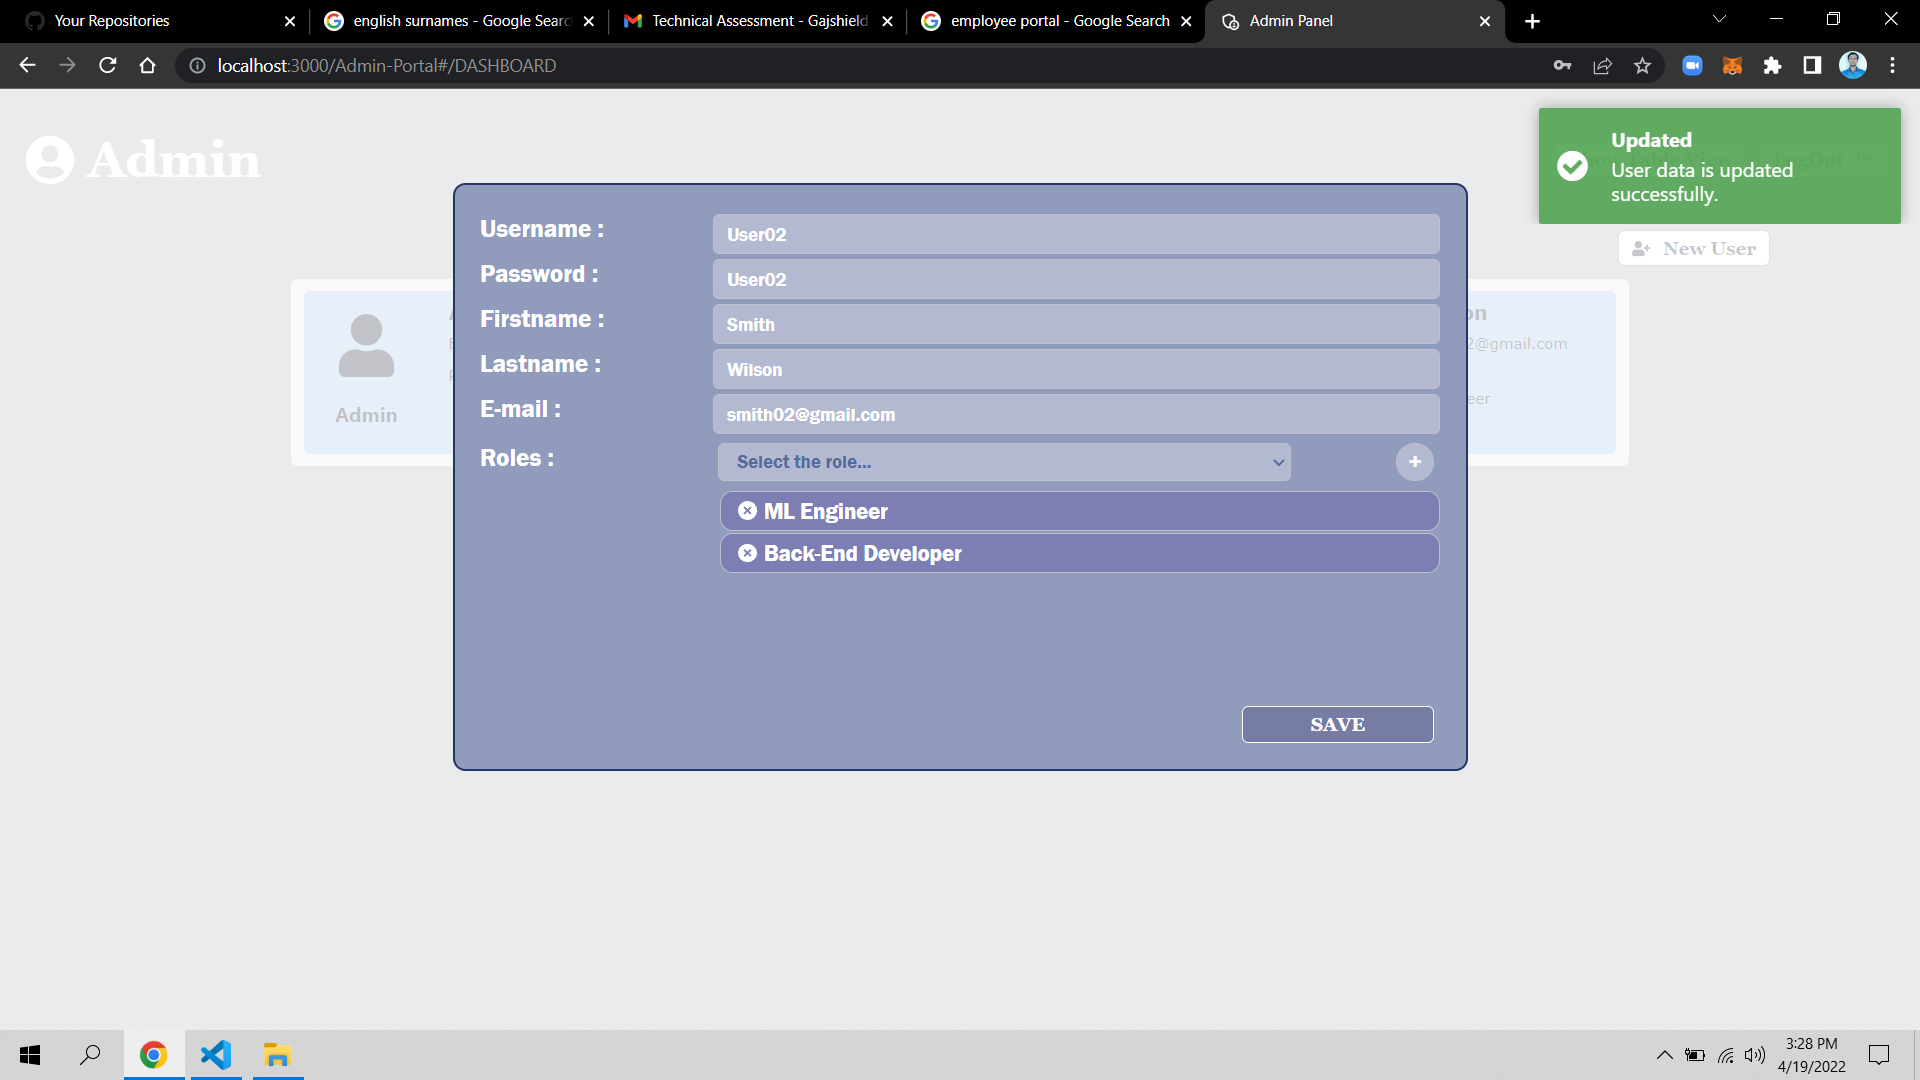 Your Repositories
english surnames - Google Searc
Technical Assessment - Gajshield
employee portal - Google Search
Admin Panel
localhost:3000/Admin-Portal#/DASHBOARD
Admin
Updated
User data is updated
successfully.
Table View
LogOut
New User
Admin
Username :
User02
Password :
User02
Firstname :
Smith
Lastname :
Wilson
E-mail :
smith02@gmail.com
Roles :
Select the role...
ML Engineer
Back-End Developer
SAVE
on
2@gmail.com
eer
3:28 PM
4/19/2022